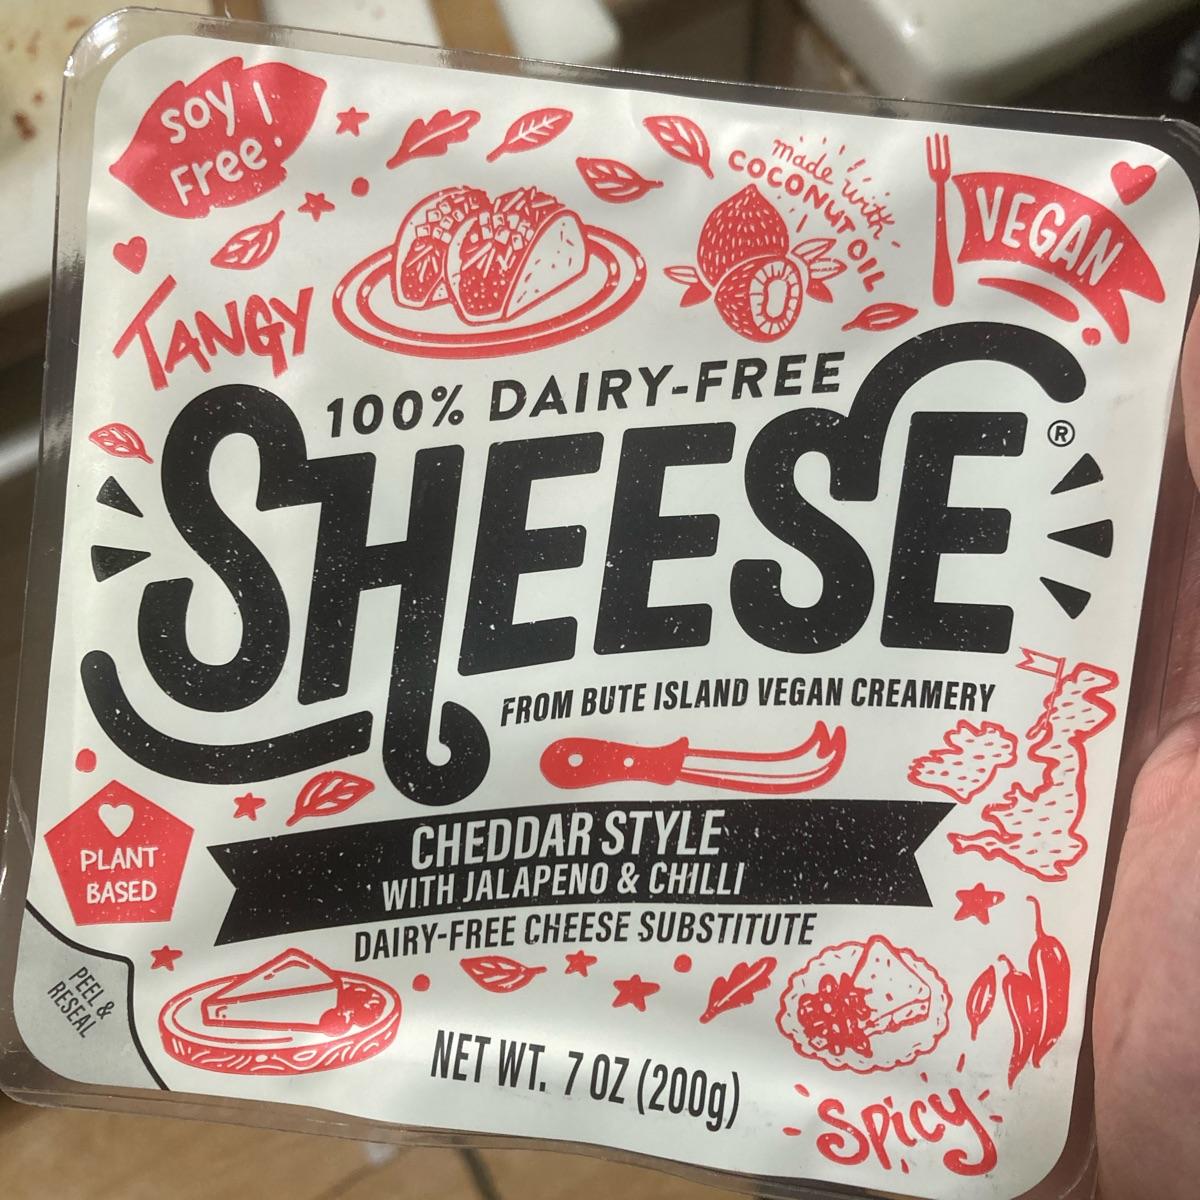 soy
Free!
made with
COCONUT OIL
VEGAN
TANGY
100% DAIRY-FREE
SHEESE®
FROM BUTE ISLAND VEGAN CREAMERY
PLANT
BASED
CHEDDAR STYLE
WITH JALAPENO & CHILLI
DAIRY-FREE CHEESE SUBSTITUTE
PEEL &
RESEAL
NET WT. 7 OZ (200g)
Spicy